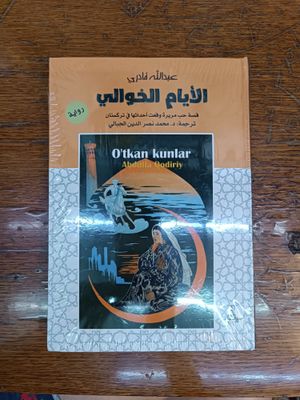 عبدالله قادري
الأيام الخوالي
رواية
قصة حب مريرة وقعت أحداثها في تركستان
ترجمة: د. محمد نصر الدين الجبالي
O'tkan kunlar
Abdulla Qodiriy